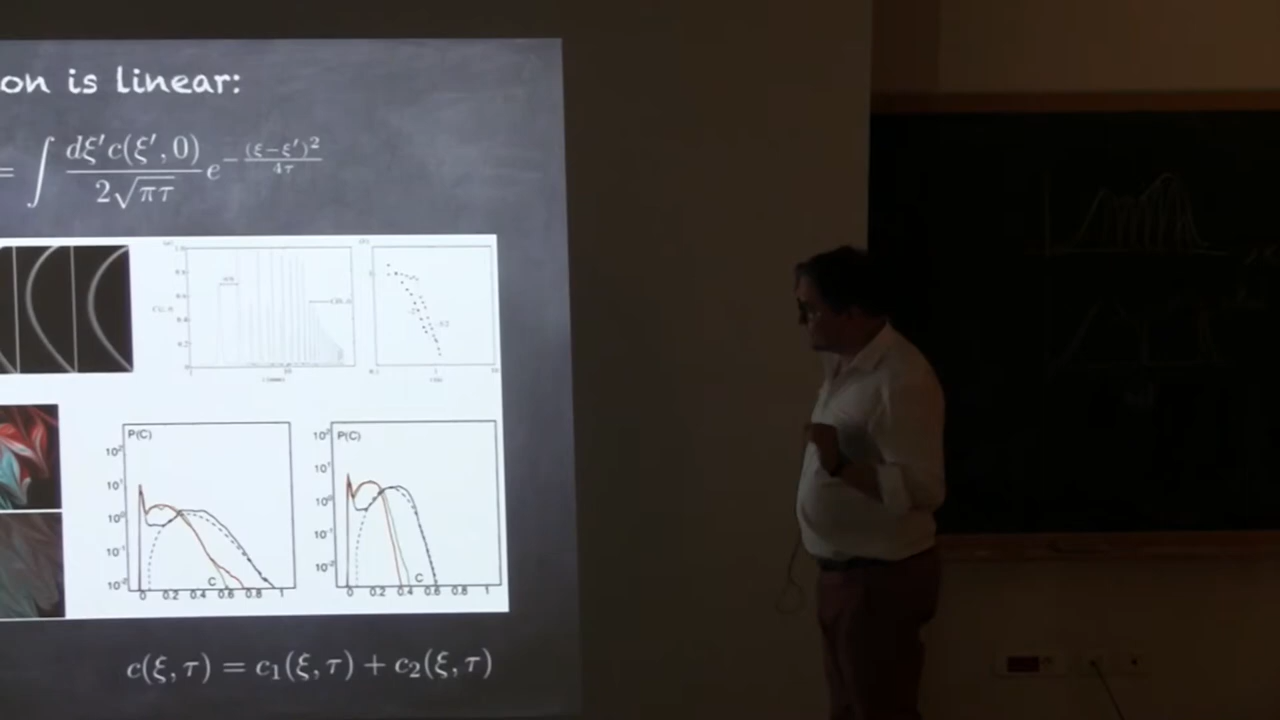 on is linear:
= ∫ dξ′c(ξ′, 0) / 2√πτ e^−(ξ−ξ′)²/4τ
P(C)
10²
10¹
10⁰
10⁻¹
10⁻²
C
0 0.2 0.4 0.6 0.8 1
P(C)
10²
10¹
10⁰
10⁻¹
10⁻²
C
0 0.2 0.4 0.6 0.8 1
c(ξ, τ) = c₁(ξ, τ) + c₂(ξ, τ)